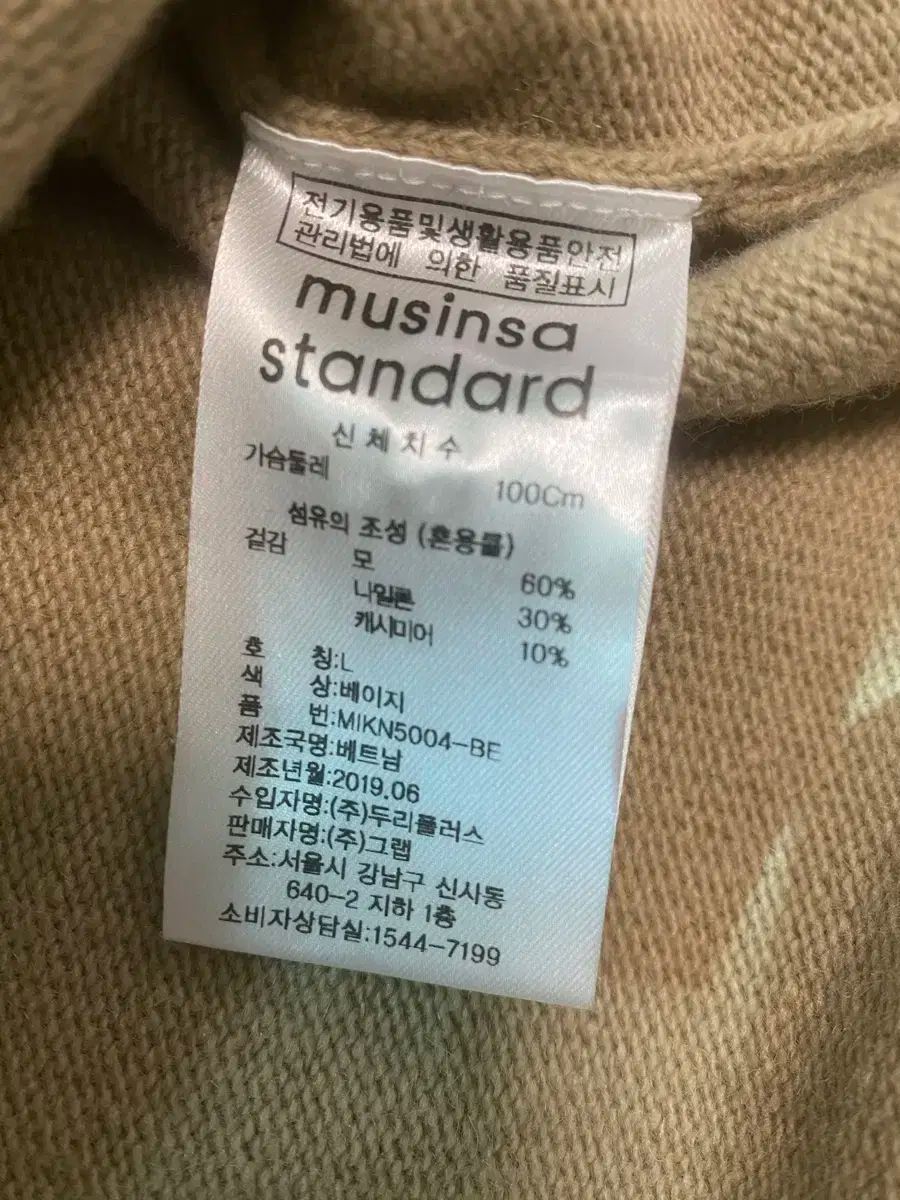 전기용품및생활용품안전
관리법에 의한 품질표시
musinsa
standard
신체치수
가슴둘레 100Cm
섬유의 조성 (혼용률)
겉감 모 60%
나일론 30%
캐시미어 10%
호 칭:L
색 상:베이지
품 번:MIKN5004-BE
제조국명:베트남
제조년월:2019.06
수입자명:(주)두리플러스
판매자명:(주)그랩
주소:서울시 강남구 신사동
640-2 지하 1층
소비자상담실:1544-7199